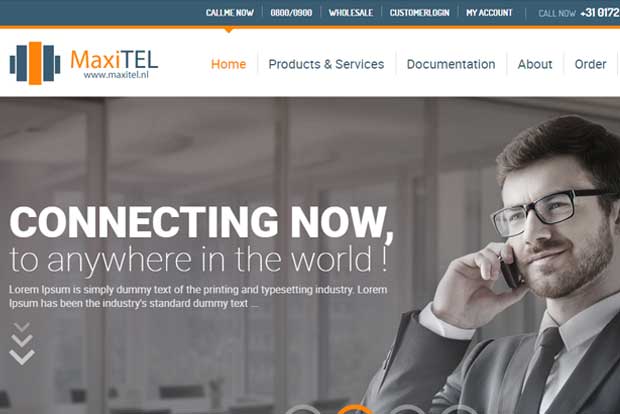 CALLME NOW 0800/0900 WHOLESALE CUSTOMERLOGIN MY ACCOUNT CALL NOW +31 0172
MaxiTEL
www.maxitel.nl
Home Products & Services Documentation About Order
CONNECTING NOW,
to anywhere in the world !
Lorem Ipsum is simply dummy text of the printing and typesetting industry. Lorem
Ipsum has been the industry's standard dummy text ...